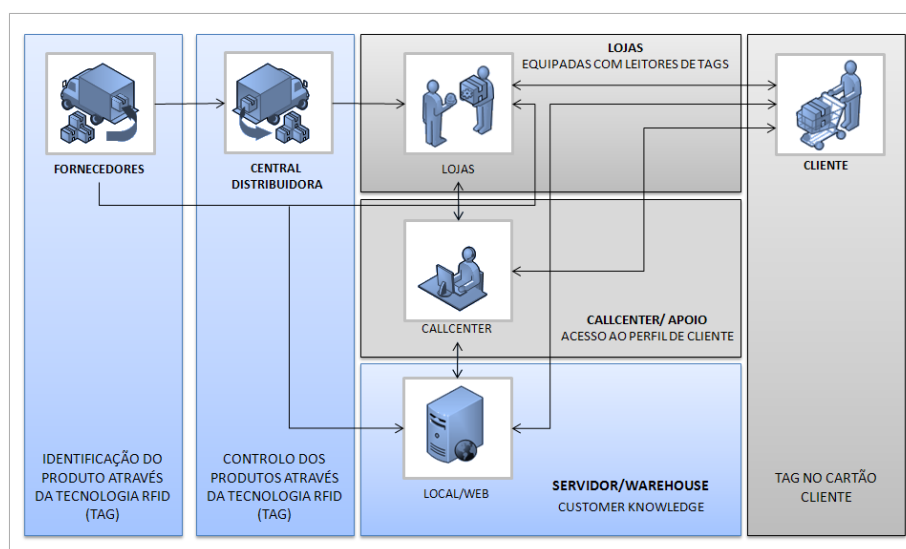 FORNECEDORES
IDENTIFICAÇÃO DO
PRODUTO ATRAVÉS
DA TECNOLOGIA RFID
(TAG)
CENTRAL
DISTRIBUIDORA
CONTROLO DOS
PRODUTOS ATRAVÉS
DA TECNOLOGIA RFID
(TAG)
LOJAS
EQUIPADAS COM LEITORES DE TAGS
LOJAS
CALLCENTER
CALLCENTER/ APOIO
ACESSO AO PERFIL DE CLIENTE
LOCAL/WEB
SERVIDOR/WAREHOUSE
CUSTOMER KNOWLEDGE
CLIENTE
TAG NO CARTÃO
CLIENTE